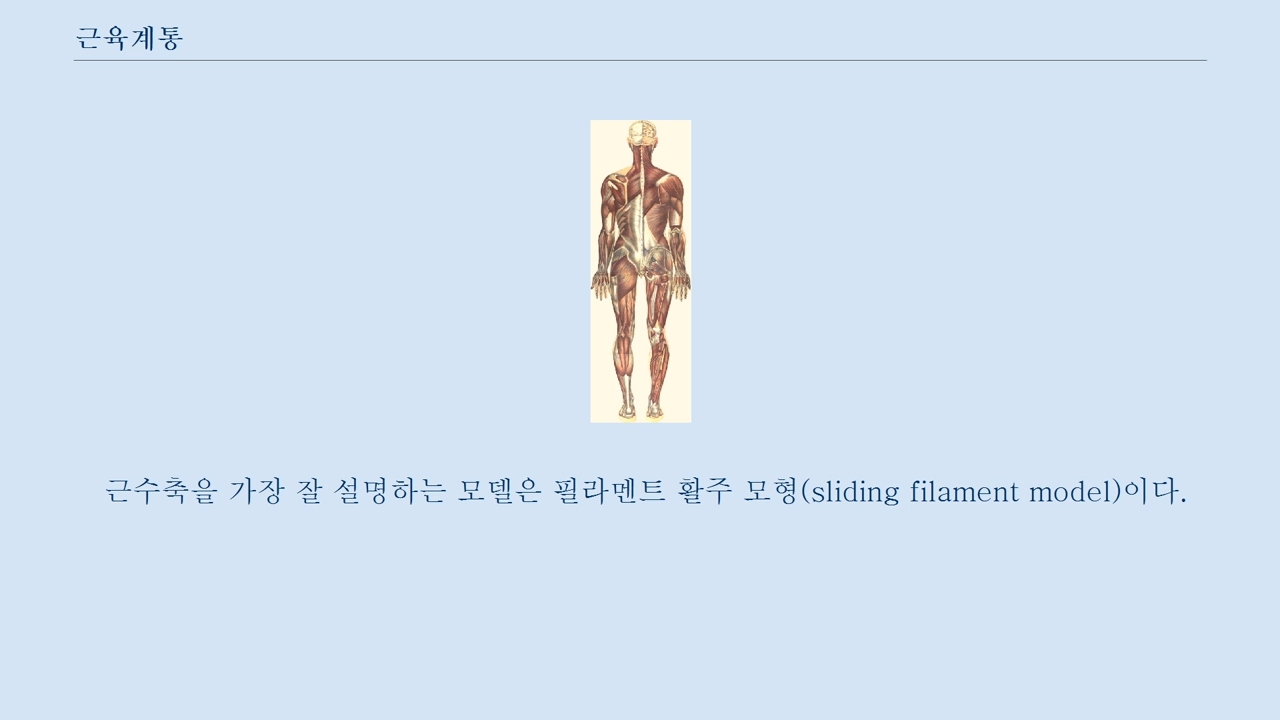 근육계통
근수축을 가장 잘 설명하는 모델은 필라멘트 활주 모형(sliding filament model)이다.